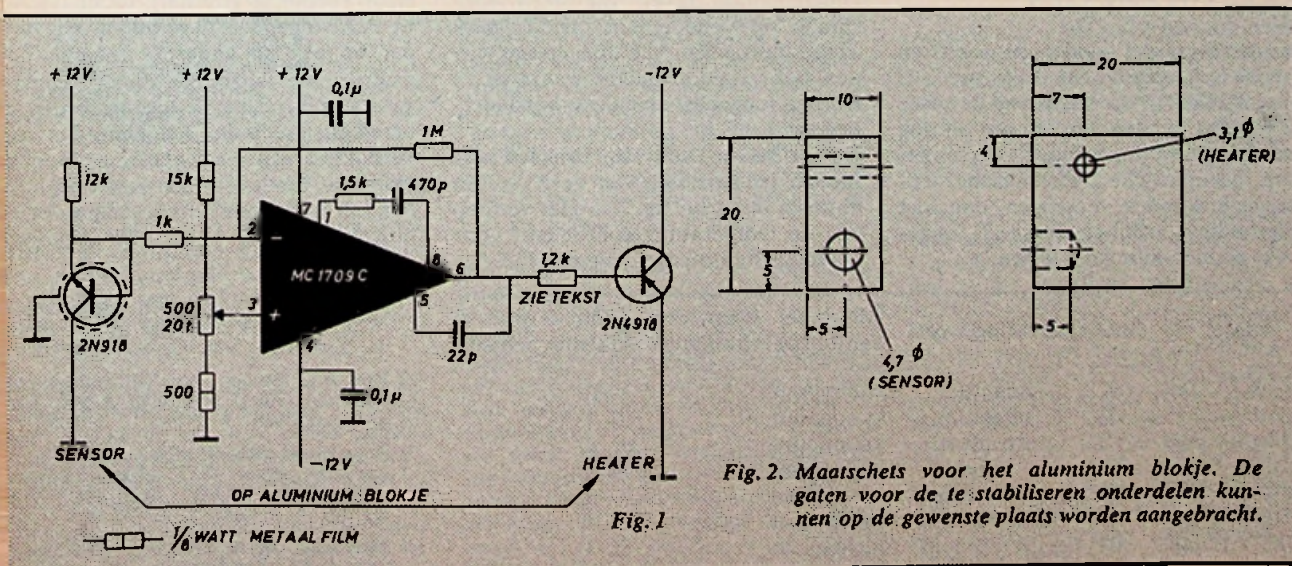 + 12V
+ 12V
+ 12V
-12V
0,1µ
1M
12k
15k
1,5k
470p
1k
2
7
1
8
6
MC 1709 C
3
5
4
1,2k
ZIE TEKST
2N918
500
20t
500
22p
2N4918
0,1µ
-12V
SENSOR
HEATER
OP ALUMINIUM BLOKJE
Fig. 1
1/8 WATT METAALFILM
10
20
5
5
4,7 ϕ
(SENSOR)
20
7
4
3,1 ϕ
(HEATER)
5
Fig. 2. Maatschets voor het aluminium blokje. De
gaten voor de te stabiliseren onderdelen kun-
nen op de gewenste plaats worden aangebracht.